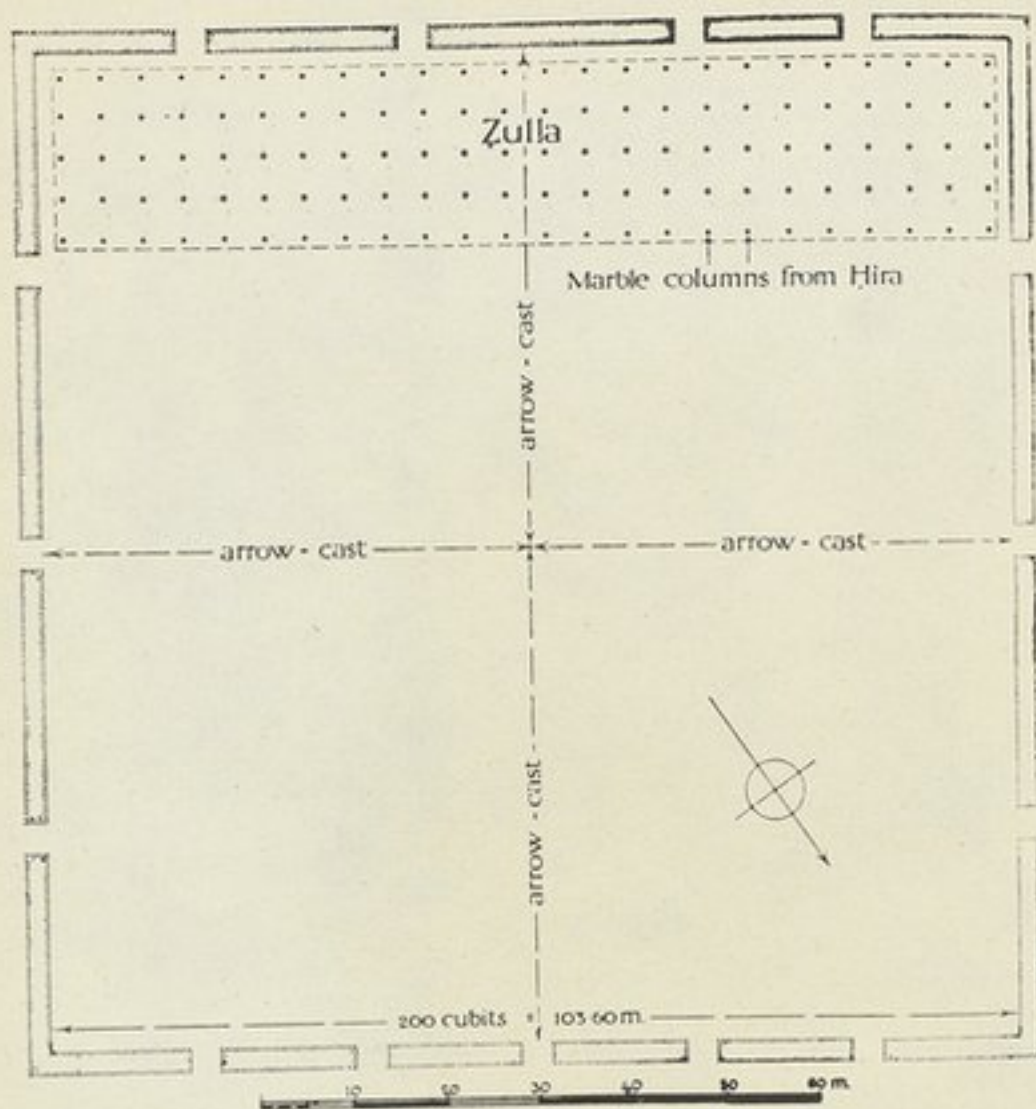 Zulla
Marble columns from Hira
arrow - cast
arrow - cast
arrow - cast
arrow - cast
200 cubits = 103 60 m.
10 20 30 40 50 60 m.